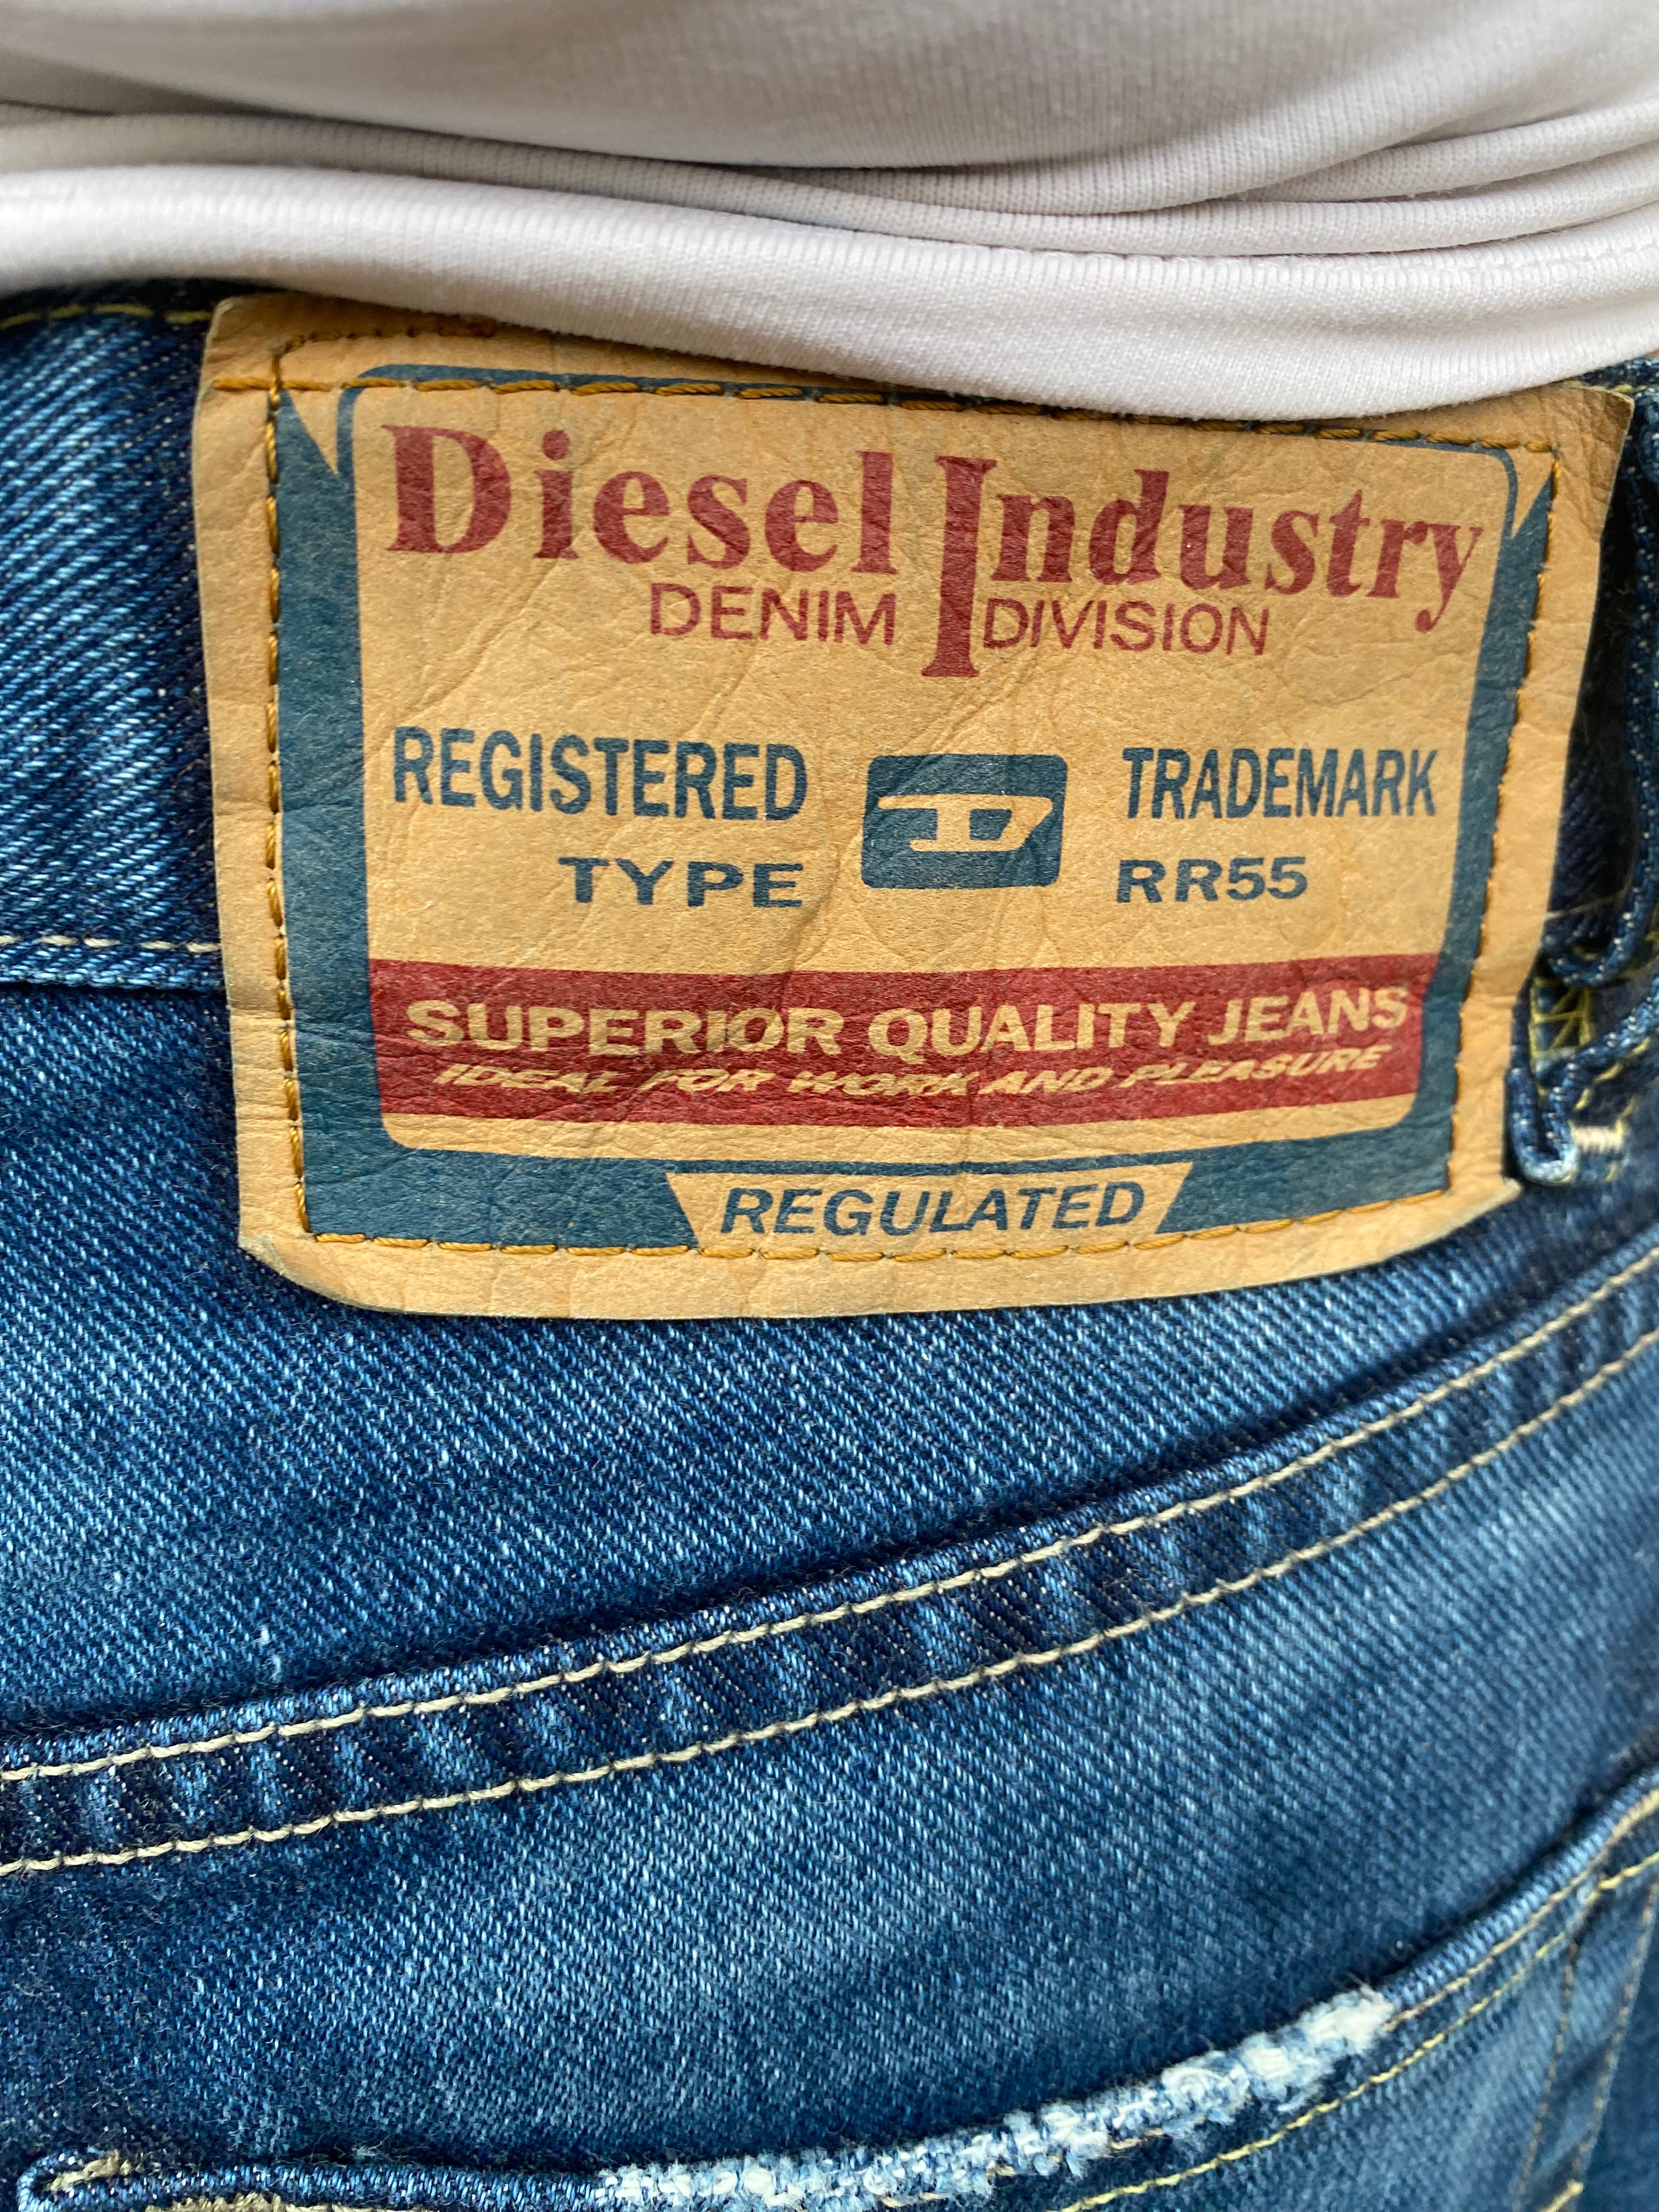 Diesel Industry
DENIM DIVISION
REGISTERED D TRADEMARK
TYPE RR55
SUPERIOR QUALITY JEANS
IDEAL FOR WORK AND PLEASURE
REGULATED